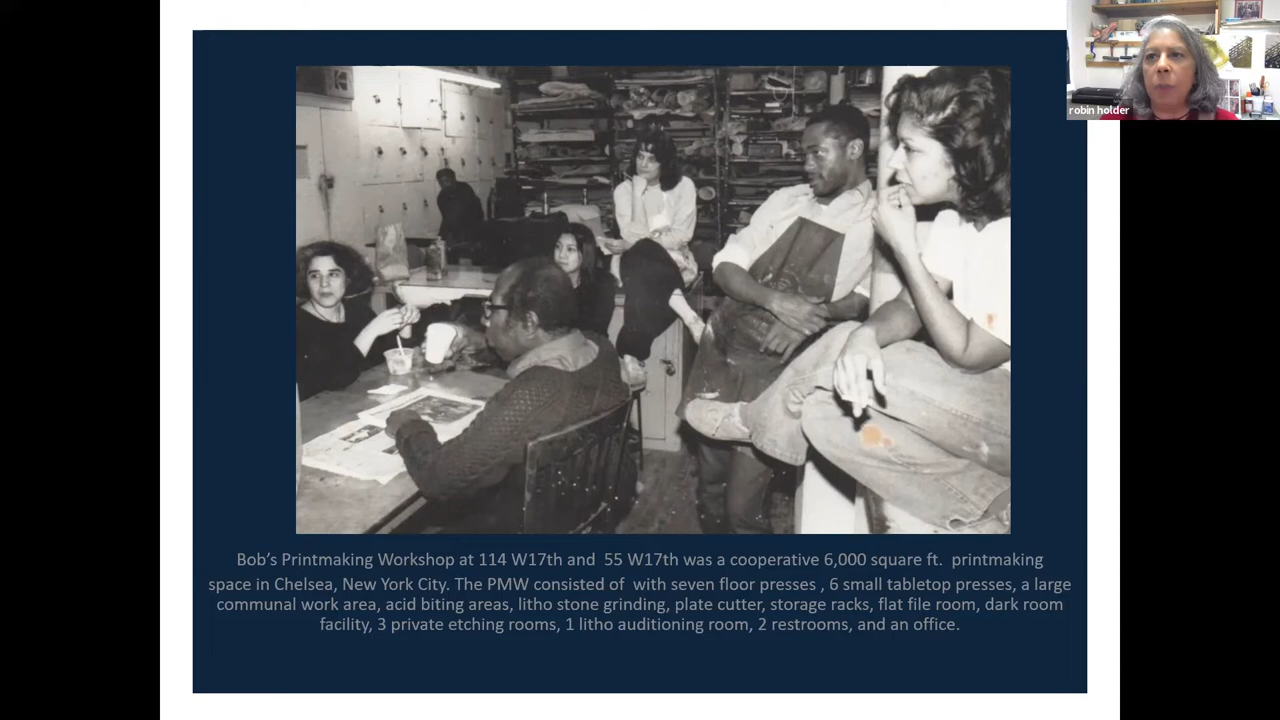 robin holder
Bob's Printmaking Workshop at 114 W17th and  55 W17th was a cooperative 6,000 square ft.  printmaking
space in Chelsea, New York City. The PMW consisted of  with seven floor presses , 6 small tabletop presses, a large
communal work area, acid biting areas, litho stone grinding, plate cutter, storage racks, flat file room, dark room
facility, 3 private etching rooms, 1 litho auditioning room, 2 restrooms, and an office.